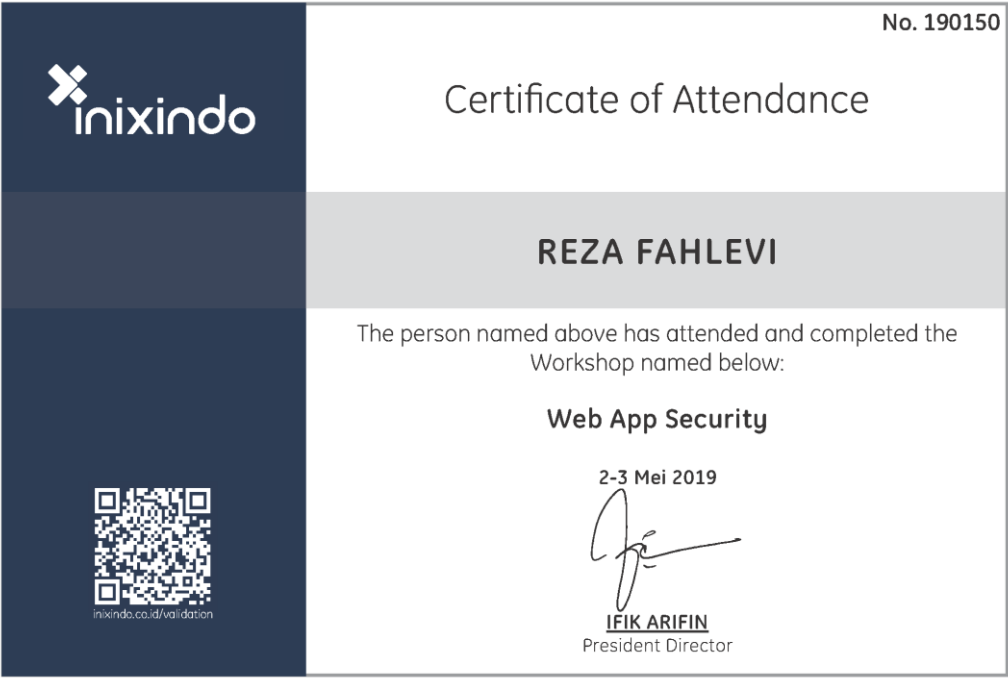 No. 190150
inixindo
Certificate of Attendance
REZA FAHLEVI
The person named above has attended and completed the
Workshop named below:
Web App Security
2-3 Mei 2019
IFIK ARIFIN
President Director
inixindo.co.id/validation